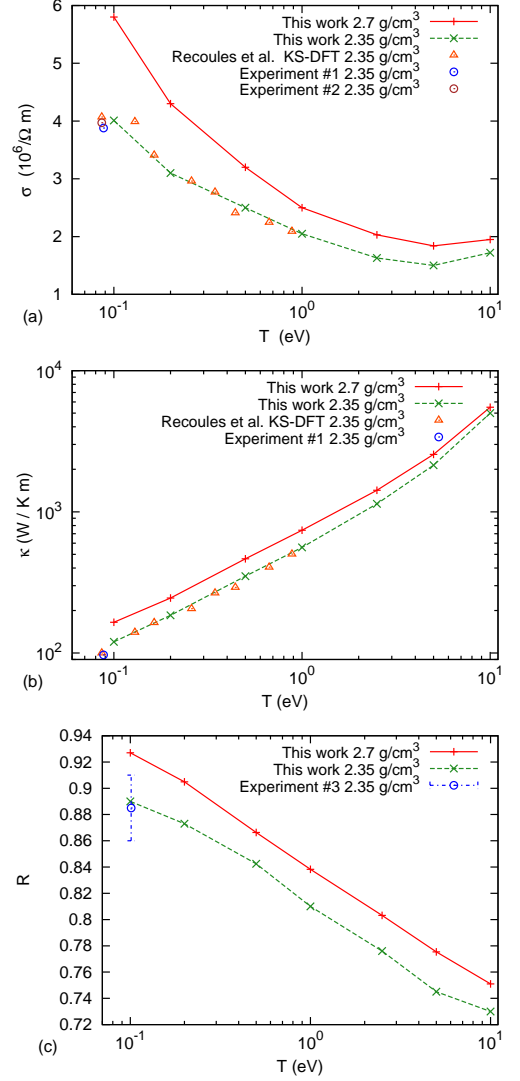 6
5
4
3
2
1
σ (10⁶/Ω m)
This work 2.7 g/cm³
This work 2.35 g/cm³
Recoules et al. KS-DFT 2.35 g/cm³
Experiment #1 2.35 g/cm³
Experiment #2 2.35 g/cm³
10⁻¹ 10⁰ 10¹
(a)
T (eV)
10⁴
10³
10²
κ (W / K m)
This work 2.7 g/cm³
This work 2.35 g/cm³
Recoules et al. KS-DFT 2.35 g/cm³
Experiment #1 2.35 g/cm³
10⁻¹ 10⁰ 10¹
(b)
T (eV)
0.94
0.92
0.9
0.88
0.86
0.84
0.82
0.8
0.78
0.76
0.74
0.72
R
This work 2.7 g/cm³
This work 2.35 g/cm³
Experiment #3 2.35 g/cm³
10⁻¹ 10⁰ 10¹
(c)
T (eV)